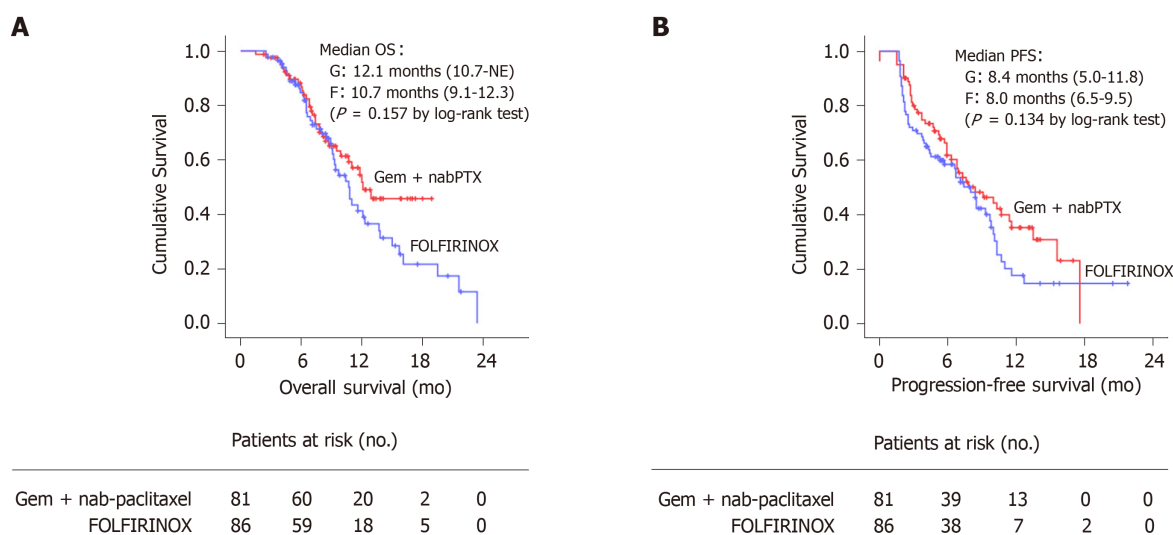 A
Median OS:
G: 12.1 months (10.7-NE)
F: 10.7 months (9.1-12.3)
(P = 0.157 by log-rank test)
Cumulative Survival
1.0
0.8
0.6
0.4
0.2
0.0
Gem + nabPTX
FOLFIRINOX
0 6 12 18 24
Overall survival (mo)
Patients at risk (no.)
Gem + nab-paclitaxel 81 60 20 2 0
FOLFIRINOX 86 59 18 5 0
B
Median PFS:
G: 8.4 months (5.0-11.8)
F: 8.0 months (6.5-9.5)
(P = 0.134 by log-rank test)
Cumulative Survival
1.0
0.8
0.6
0.4
0.2
0.0
Gem + nabPTX
FOLFIRINOX
0 6 12 18 24
Progression-free survival (mo)
Patients at risk (no.)
Gem + nab-paclitaxel 81 39 13 0 0
FOLFIRINOX 86 38 7 2 0